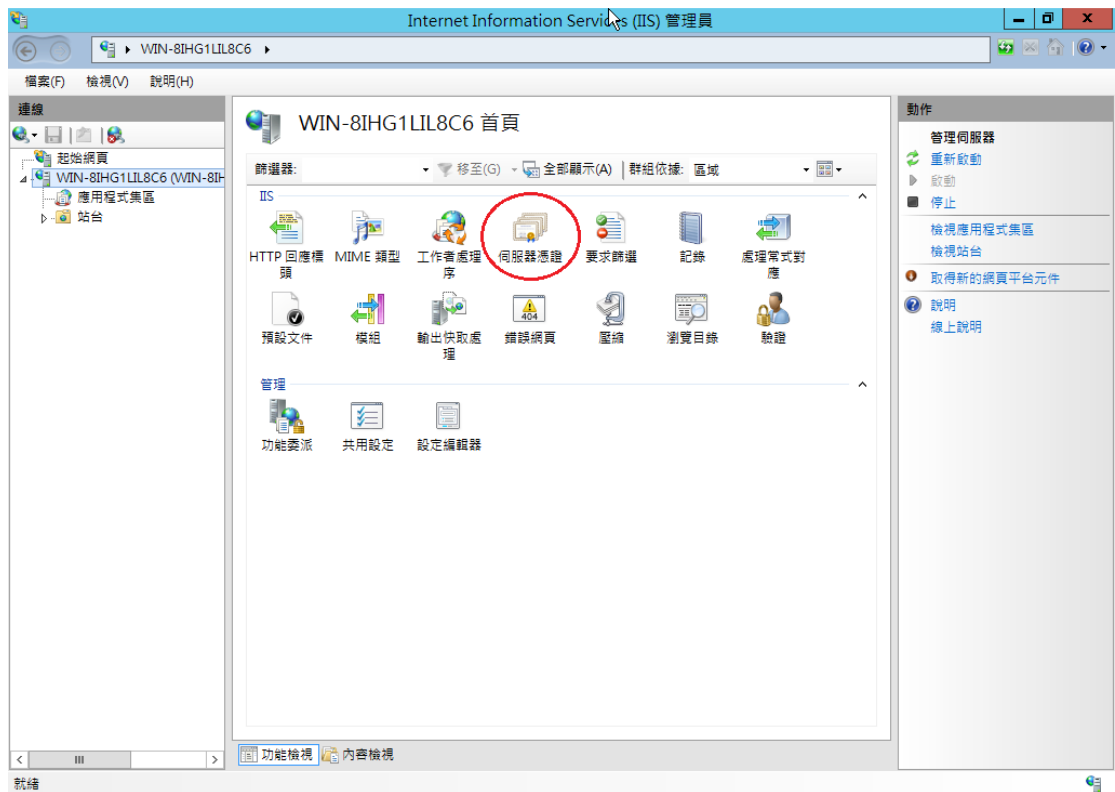 Internet Information Services (IIS) 管理員
WIN-8IHG1LIL8C6
檔案(F) 檢視(V) 說明(H)
連線
起始網頁
WIN-8IHG1LIL8C6 (WIN-8IH
應用程式集區
站台
WIN-8IHG1LIL8C6 首頁
篩選器: 移至(G) 全部顯示(A) 群組依據: 區域
IIS
HTTP 回應標頭
MIME 類型
工作者處理序
伺服器憑證
要求篩選
記錄
處理常式對應
預設文件
模組
輸出快取處理
404
錯誤網頁
壓縮
瀏覽目錄
驗證
管理
功能委派
共用設定
設定編輯器
功能檢視 內容檢視
動作
管理伺服器
重新啟動
啟動
停止
檢視應用程式集區
檢視站台
取得新的網頁平台元件
說明
線上說明
就緒